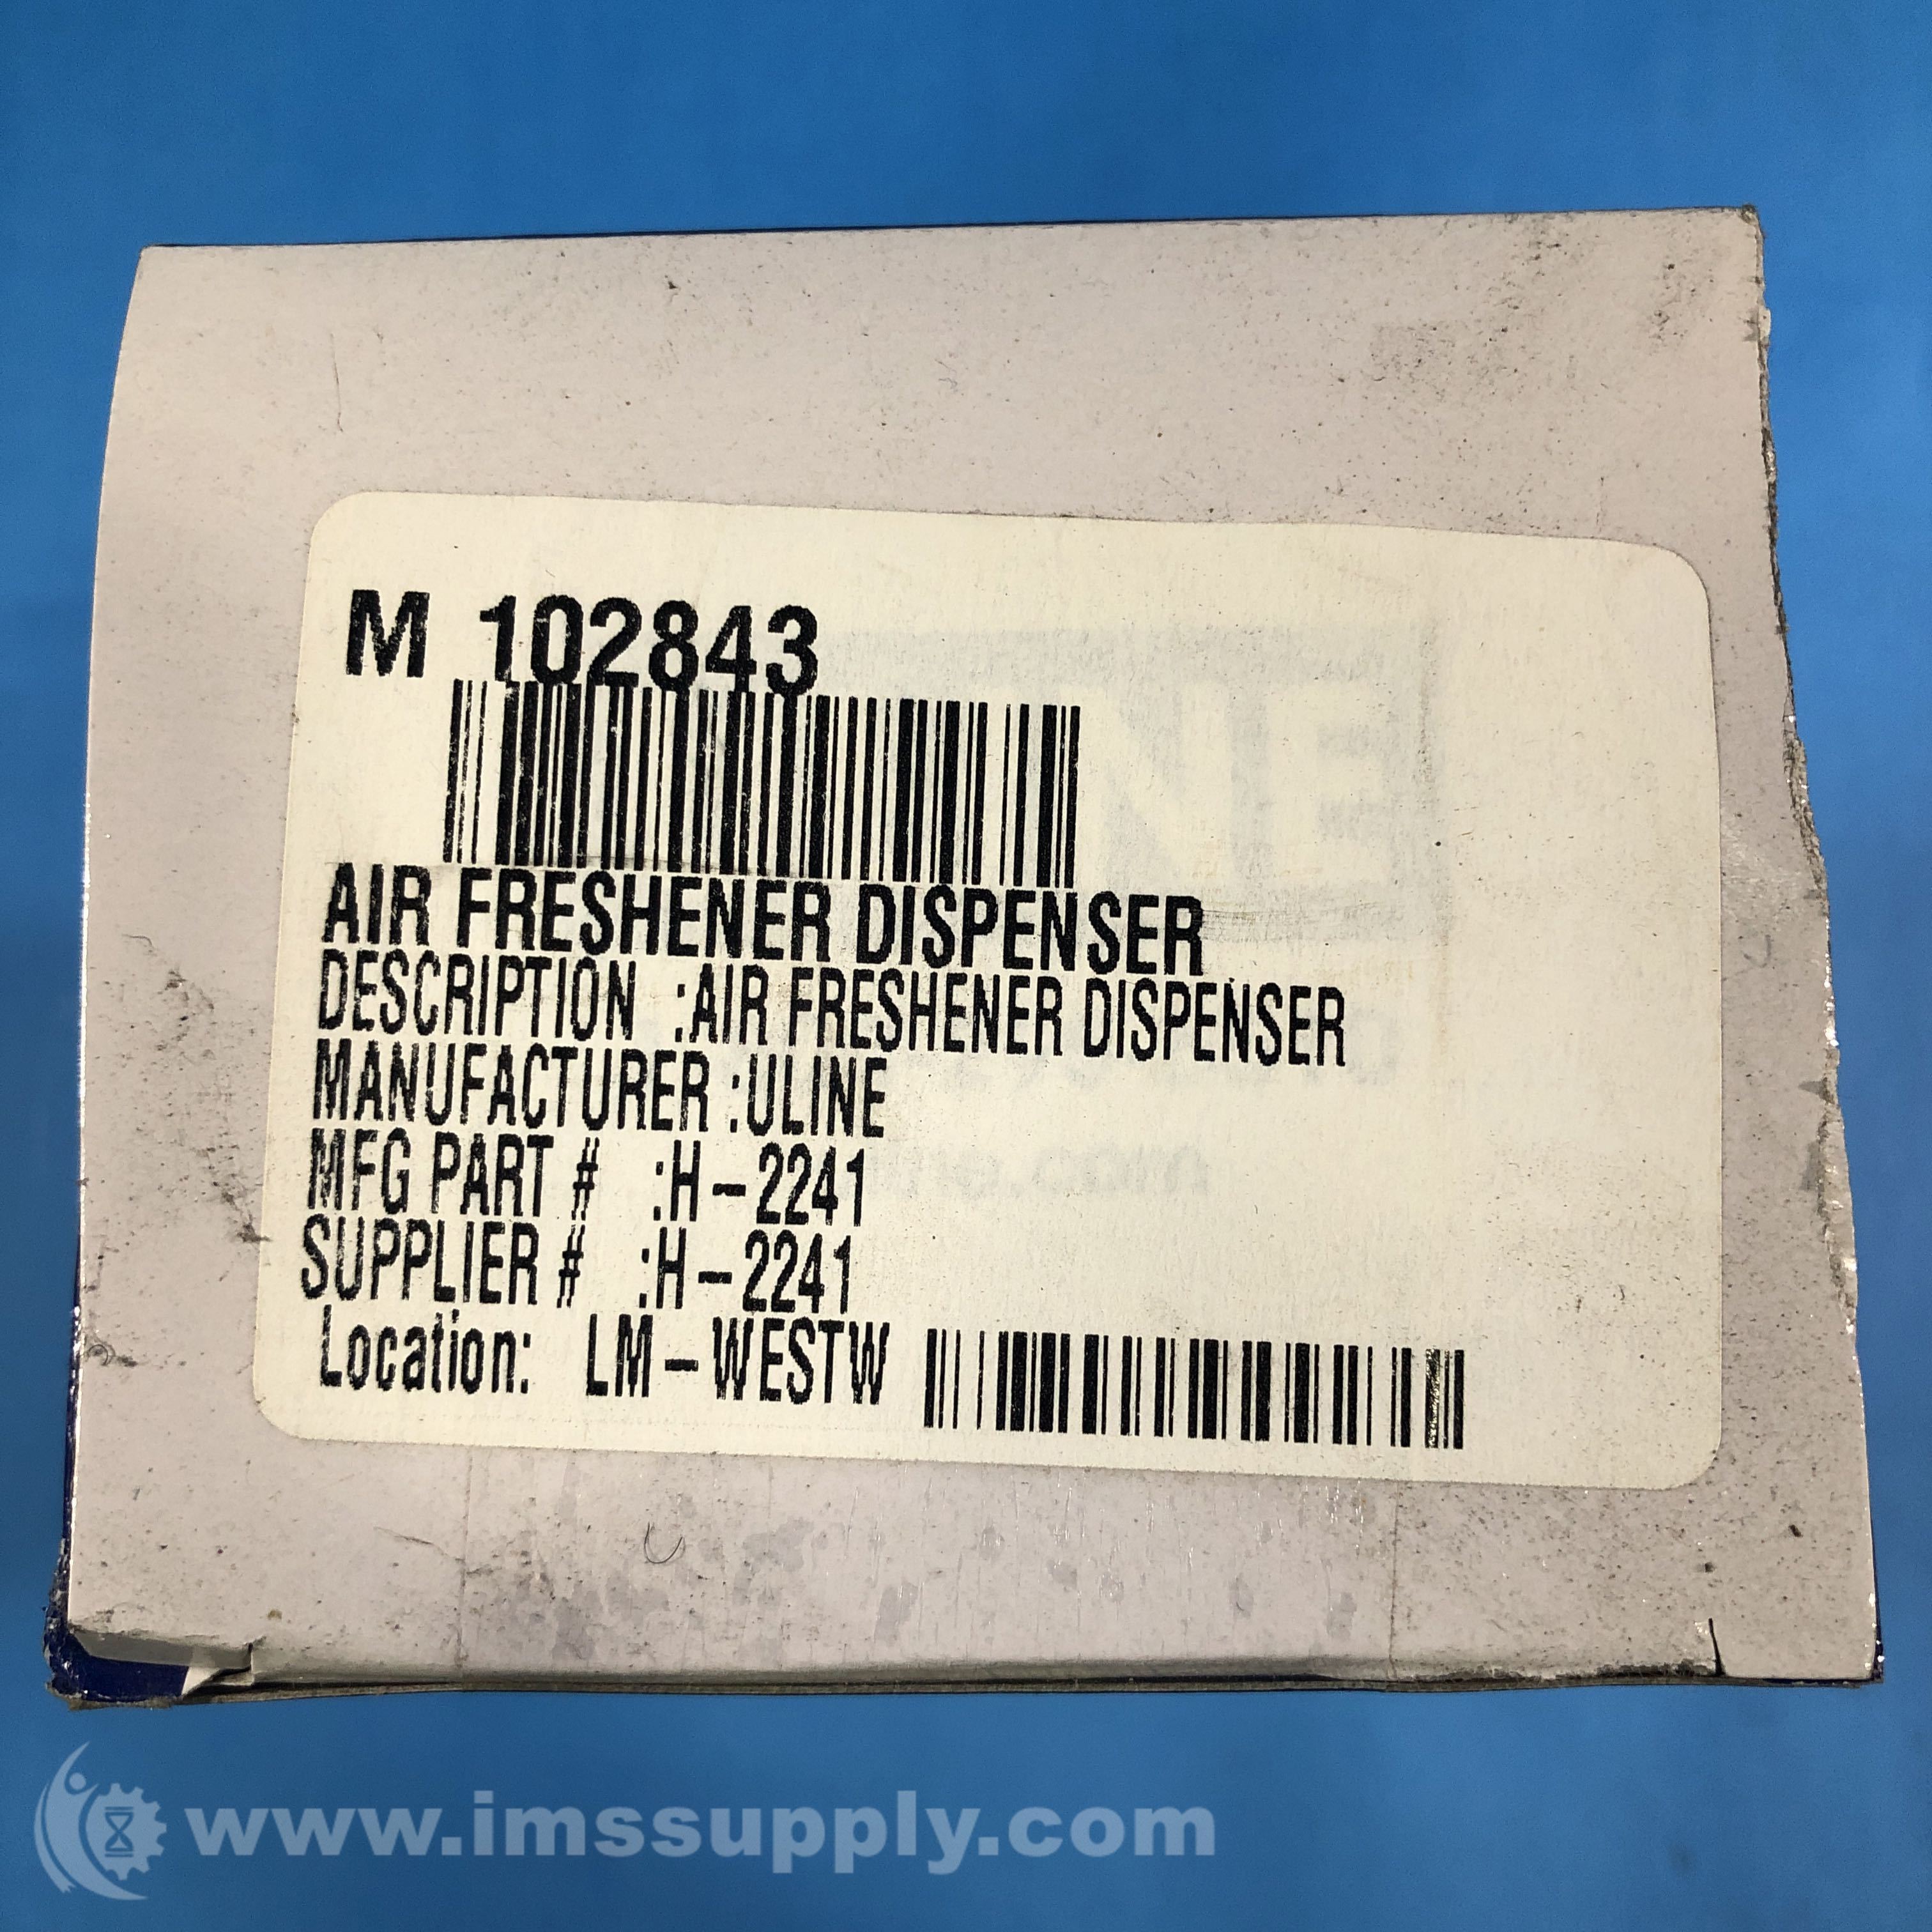 M 102843
AIR FRESHENER DISPENSER
DESCRIPTION :AIR FRESHENER DISPENSER
MANUFACTURER :ULINE
MFG PART # :H-2241
SUPPLIER # :H-2241
Location: LM-WESTW
www.imssupply.com